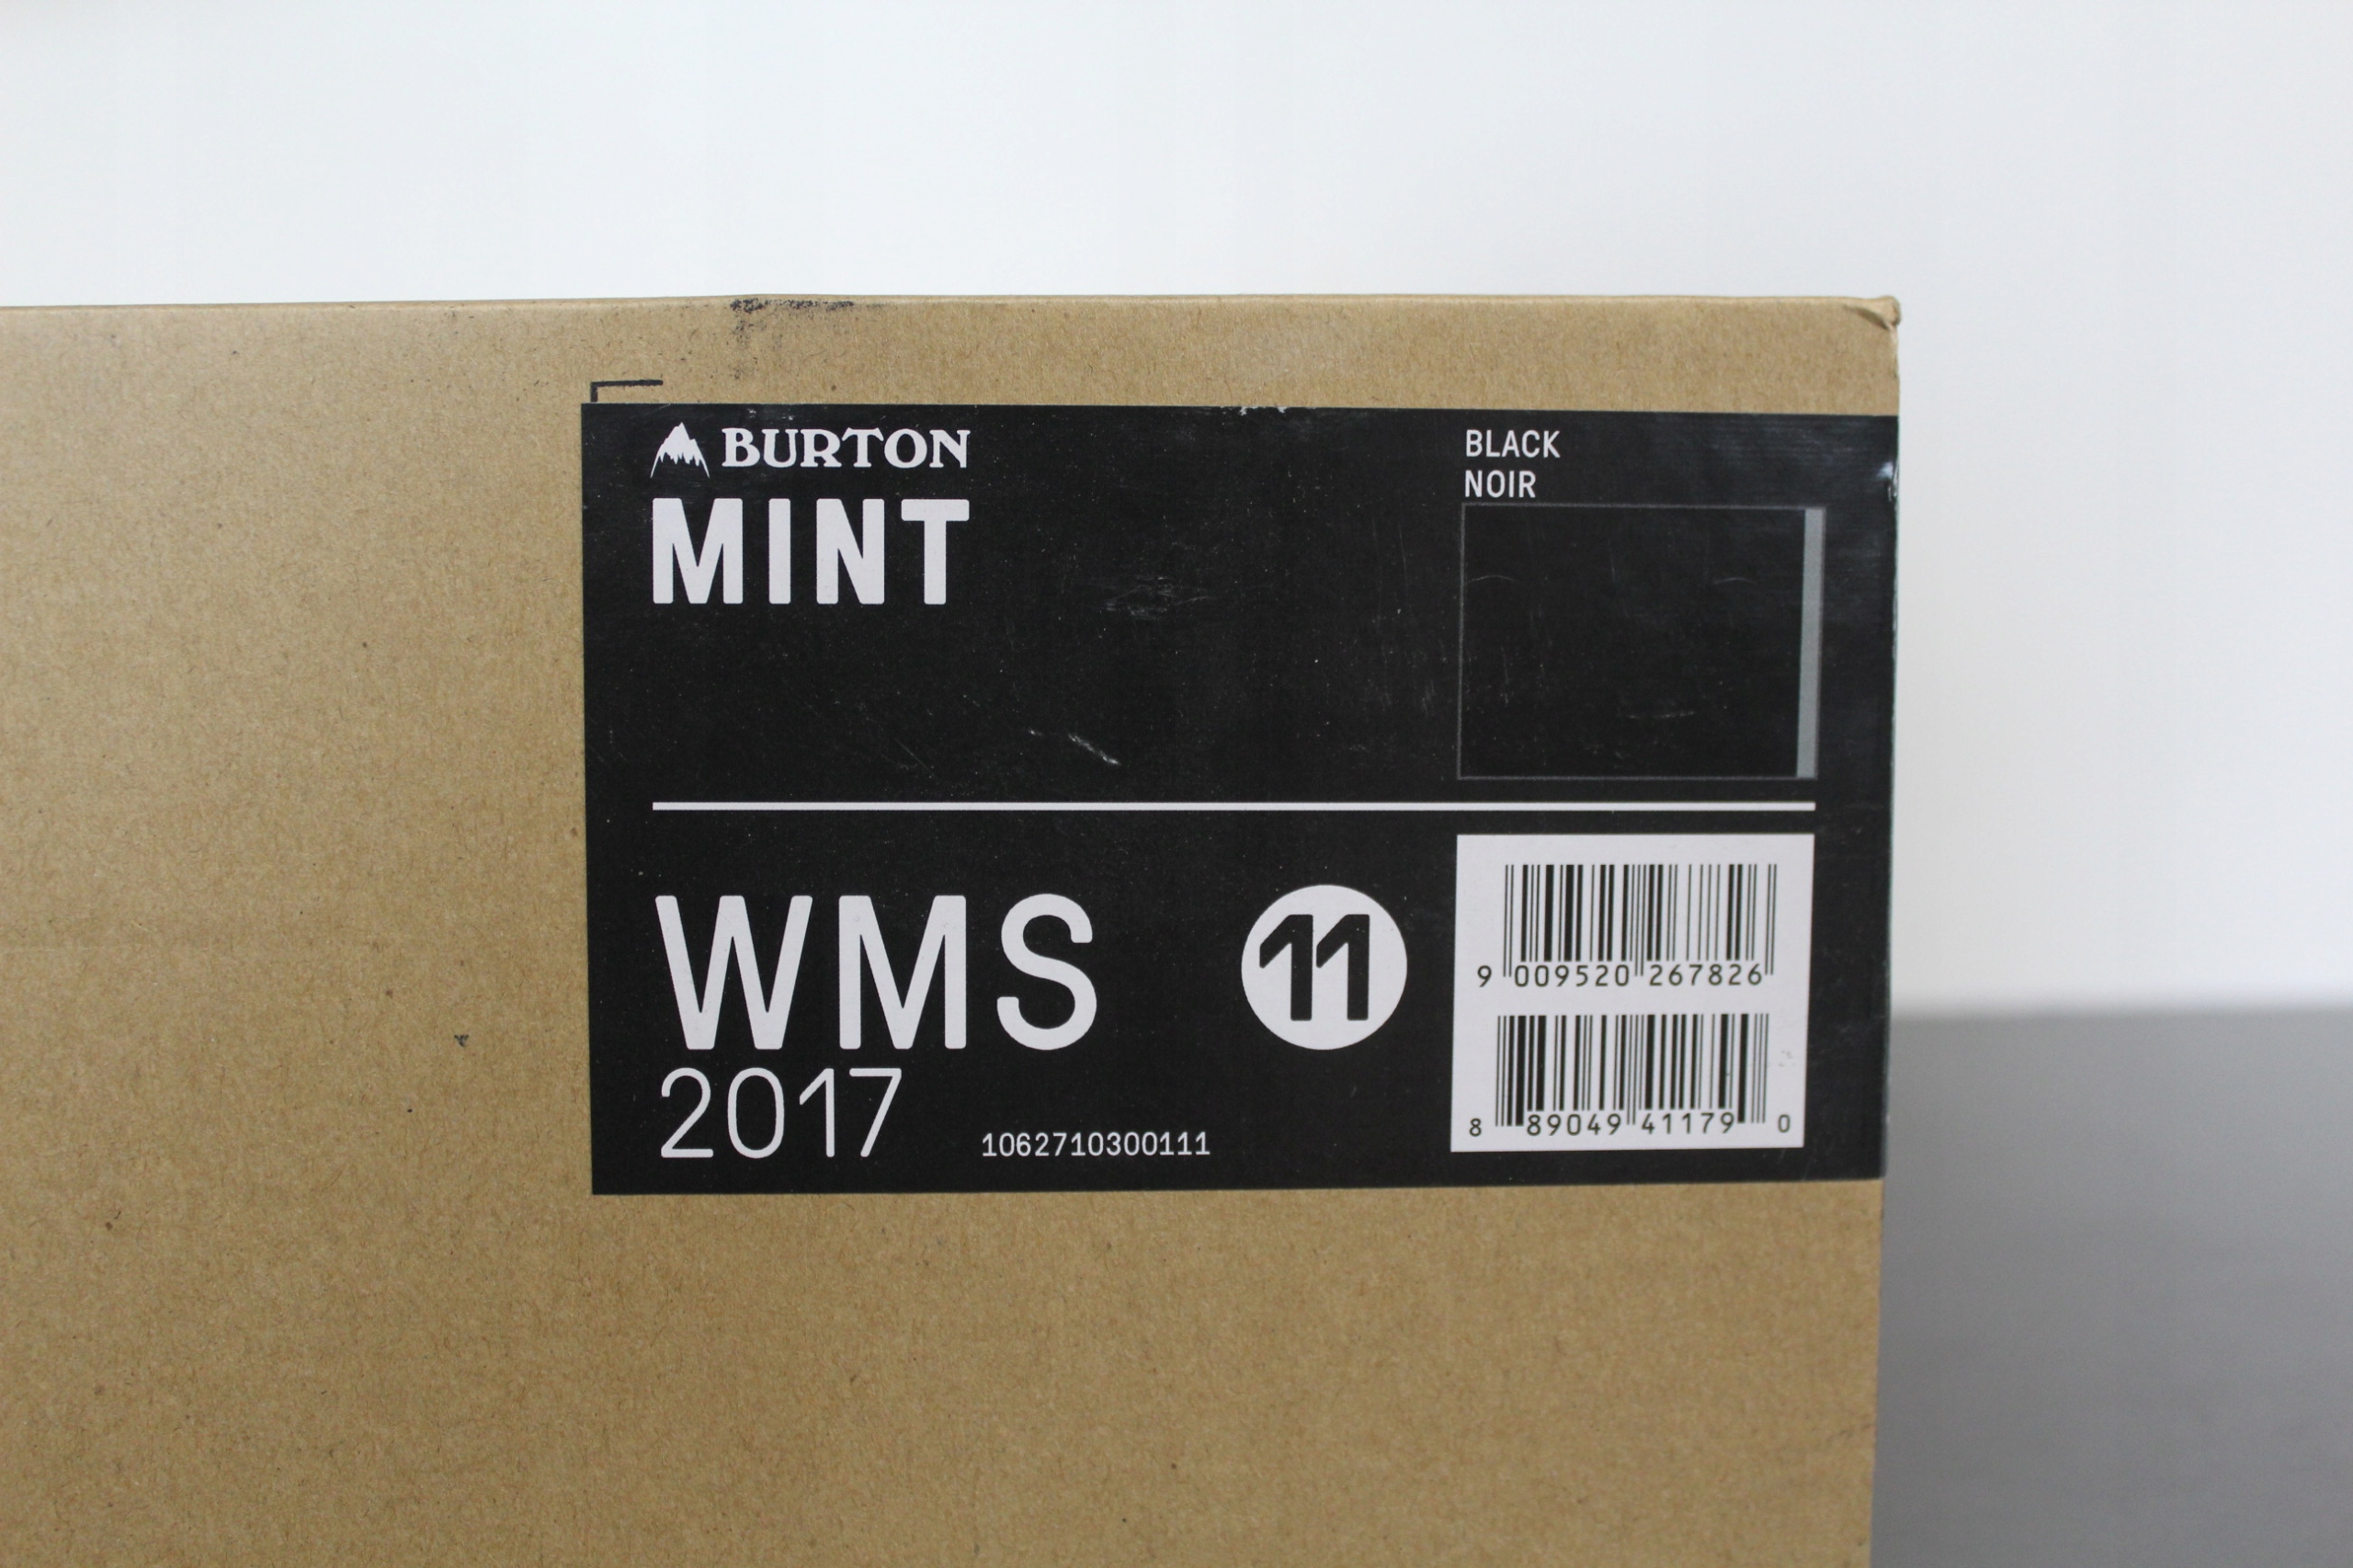 BURTON
MINT
BLACK
NOIR
WMS
11
2017
1062710300111
9 009520 267826
8 89049 41179 0